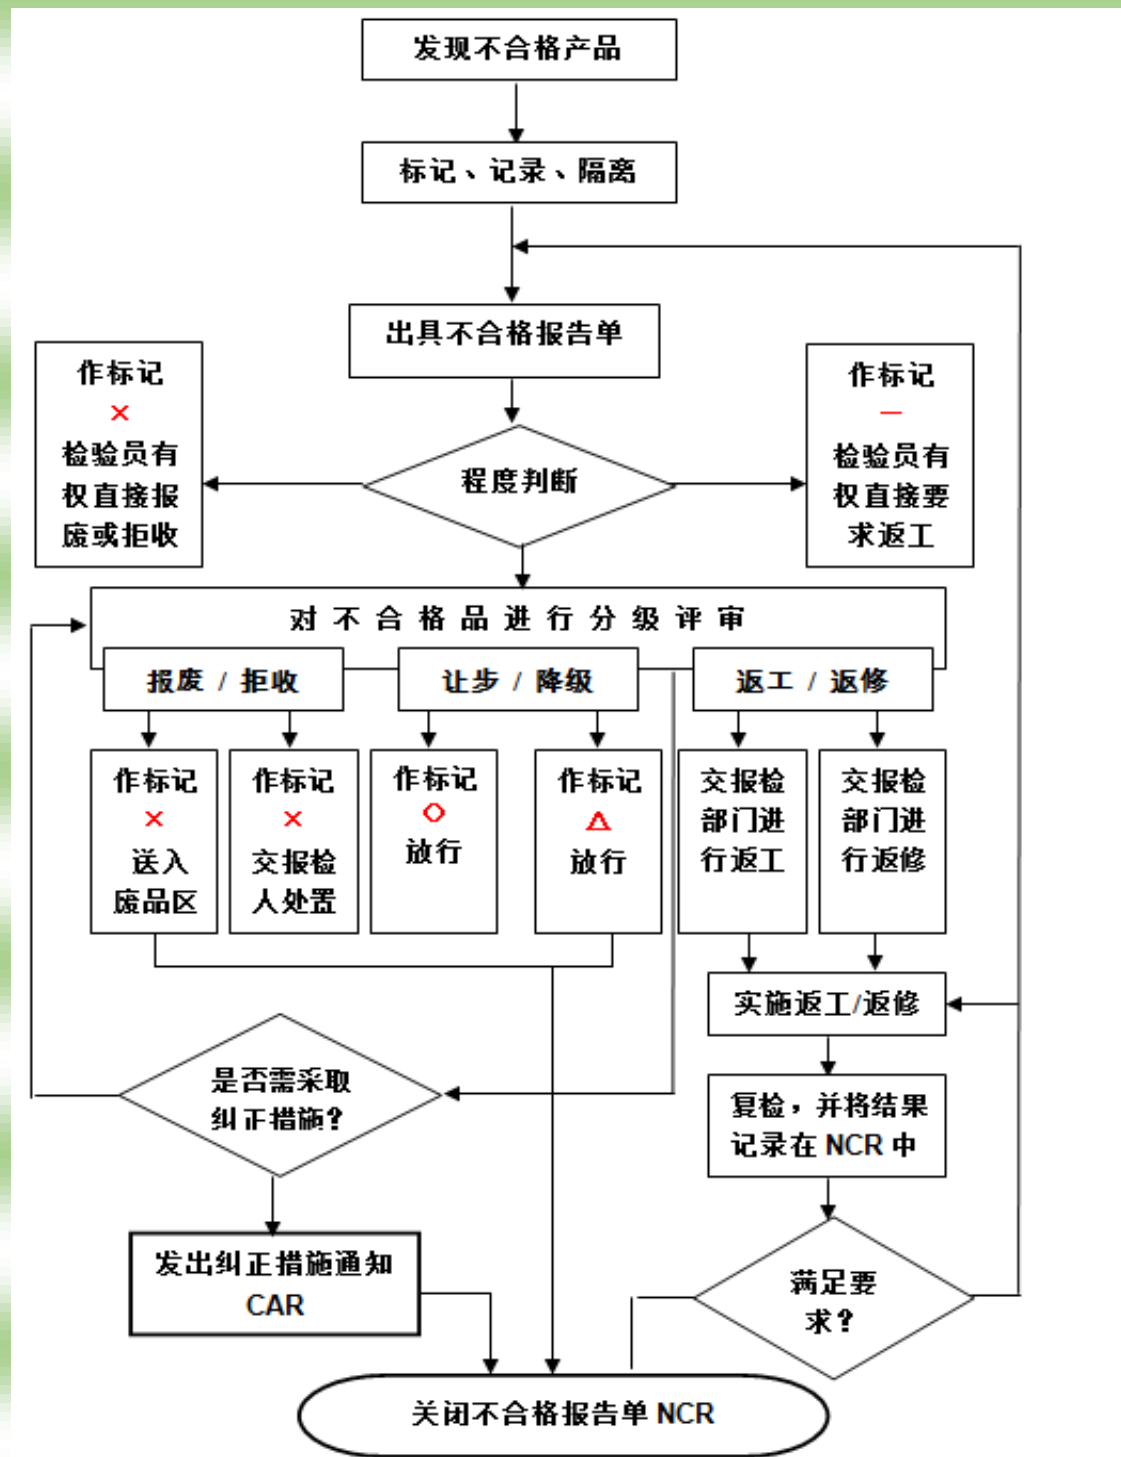 发现不合格产品
标记、记录、隔离
出具不合格报告单
作标记
×
检验员有
权直接报
废或拒收
程度判断
作标记
—
检验员有
权直接要
求返工
对不合格品进行分级评审
报废 / 拒收
让步 / 降级
返工 / 返修
作标记
×
送入
废品区
作标记
×
交报检
人处置
作标记
○
放行
作标记
△
放行
交报检
部门进
行返工
交报检
部门进
行返修
实施返工/返修
是否需采取
纠正措施?
复检，并将结果
记录在 NCR 中
发出纠正措施通知
CAR
满足要
求?
关闭不合格报告单 NCR